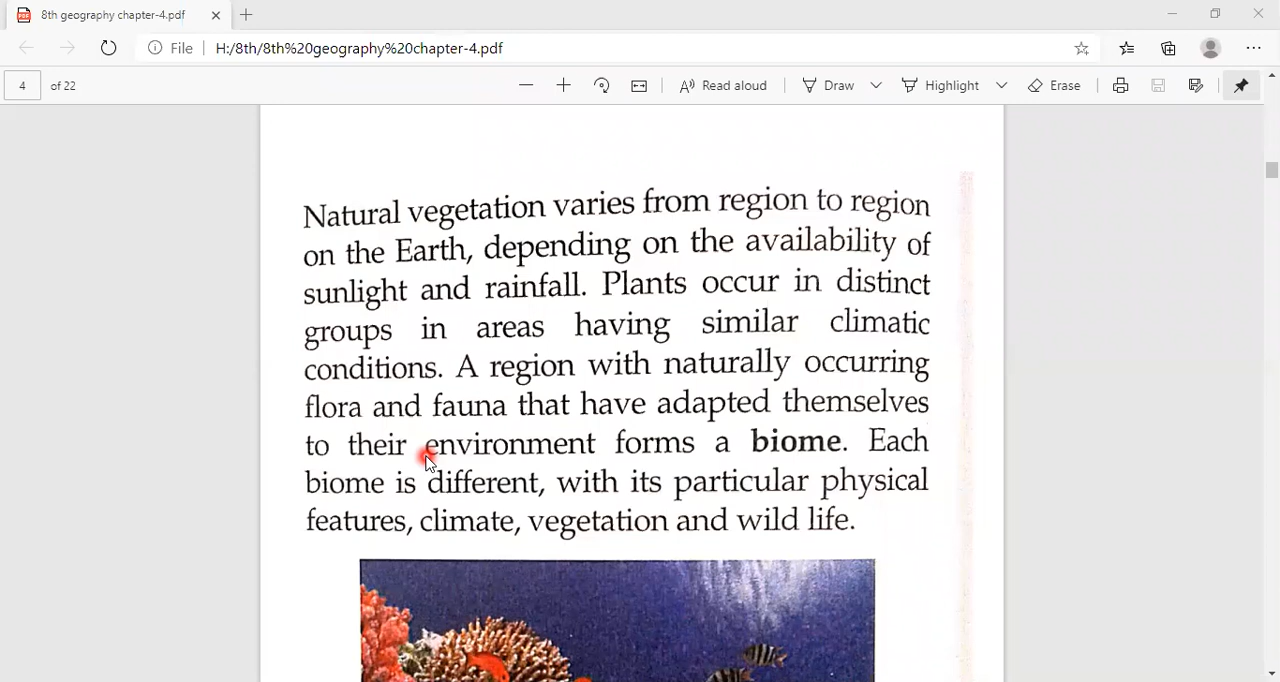 8th geography chapter-4.pdf
File H:/8th/8th%20geography%20chapter-4.pdf
4 of 22 Read aloud Draw Highlight Erase
Natural vegetation varies from region to region
on the Earth, depending on the availability of
sunlight and rainfall. Plants occur in distinct
groups in areas having similar climatic
conditions. A region with naturally occurring
flora and fauna that have adapted themselves
to their environment forms a biome. Each
biome is different, with its particular physical
features, climate, vegetation and wild life.